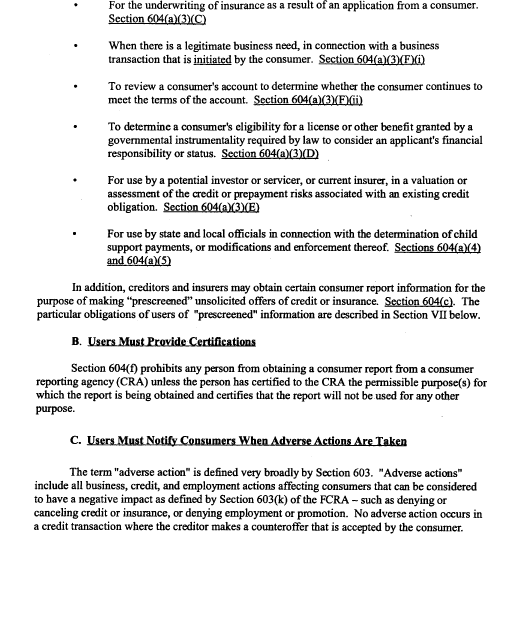 • For the underwriting of insurance as a result of an application from a consumer.
Section 604(a)(3)(C)
• When there is a legitimate business need, in connection with a business
transaction that is initiated by the consumer. Section 604(a)(3)(F)(i)
• To review a consumer's account to determine whether the consumer continues to
meet the terms of the account. Section 604(a)(3)(F)(ii)
• To determine a consumer's eligibility for a license or other benefit granted by a
governmental instrumentality required by law to consider an applicant's financial
responsibility or status. Section 604(a)(3)(D)
• For use by a potential investor or servicer, or current insurer, in a valuation or
assessment of the credit or prepayment risks associated with an existing credit
obligation. Section 604(a)(3)(E)
• For use by state and local officials in connection with the determination of child
support payments, or modifications and enforcement thereof. Sections 604(a)(4)
and 604(a)(5)
In addition, creditors and insurers may obtain certain consumer report information for the
purpose of making “prescreened” unsolicited offers of credit or insurance. Section 604(c). The
particular obligations of users of "prescreened" information are described in Section VII below.
B. Users Must Provide Certifications
Section 604(f) prohibits any person from obtaining a consumer report from a consumer
reporting agency (CRA) unless the person has certified to the CRA the permissible purpose(s) for
which the report is being obtained and certifies that the report will not be used for any other
purpose.
C. Users Must Notify Consumers When Adverse Actions Are Taken
The term "adverse action" is defined very broadly by Section 603. "Adverse actions"
include all business, credit, and employment actions affecting consumers that can be considered
to have a negative impact as defined by Section 603(k) of the FCRA – such as denying or
canceling credit or insurance, or denying employment or promotion. No adverse action occurs in
a credit transaction where the creditor makes a counteroffer that is accepted by the consumer.